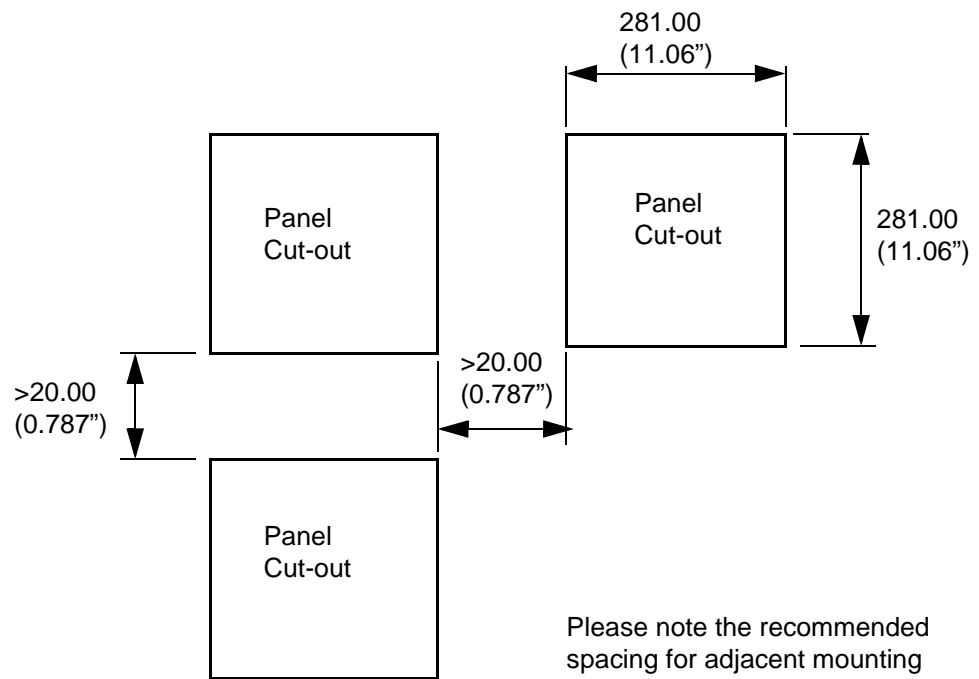 281.00
(11.06”)
Panel
Cut-out
Panel
Cut-out
281.00
(11.06”)
>20.00
(0.787”)
>20.00
(0.787”)
Panel
Cut-out
Please note the recommended
spacing for adjacent mounting